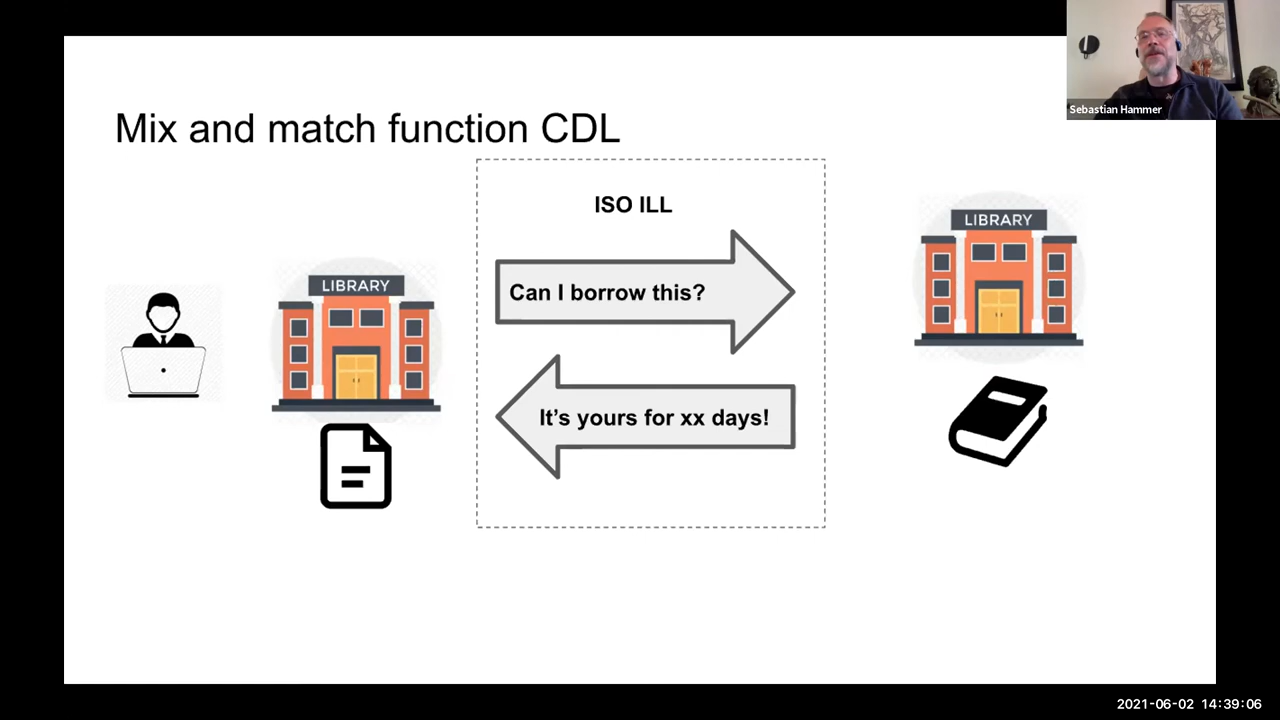 Sebastian Hammer
Mix and match function CDL
ISO ILL
LIBRARY
LIBRARY
Can I borrow this?
It’s yours for xx days!
2021-06-02 14:39:06